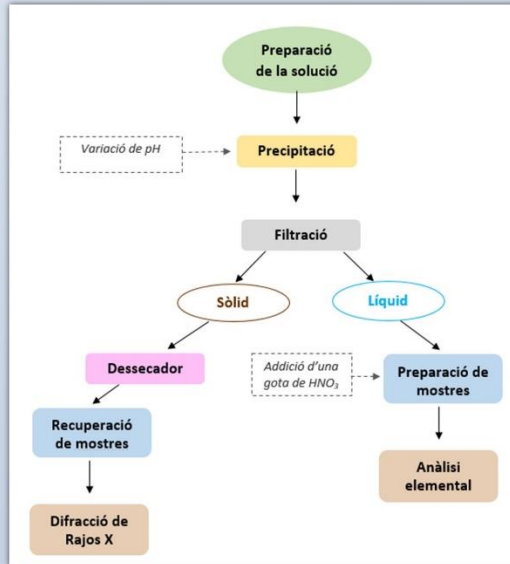 Preparació
de la solució
Variació de pH
Precipitació
Filtració
Sòlid
Líquid
Dessecador
Addició d'una
gota de HNO₃
Preparació de
mostres
Recuperació
de mostres
Anàlisi
elemental
Difracció de
Rajos X